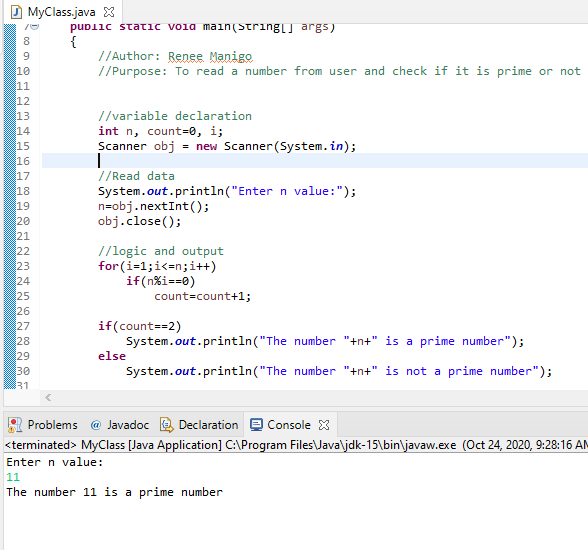 MyClass.java
7 public static void main(String[] args)
8 {
9 //Author: Renee Manigo
10 //Purpose: To read a number from user and check if it is prime or not
11
12
13 //variable declaration
14 int n, count=0, i;
15 Scanner obj = new Scanner(System.in);
16
17 //Read data
18 System.out.println("Enter n value:");
19 n=obj.nextInt();
20 obj.close();
21
22 //logic and output
23 for(i=1;i<=n;i++)
24 if(n%i==0)
25 count=count+1;
26
27 if(count==2)
28 System.out.println("The number "+n+" is a prime number");
29 else
30 System.out.println("The number "+n+" is not a prime number");
31
Problems @ Javadoc Declaration Console
<terminated> MyClass [Java Application] C:\Program Files\Java\jdk-15\bin\javaw.exe (Oct 24, 2020, 9:28:16 AM
Enter n value:
11
The number 11 is a prime number